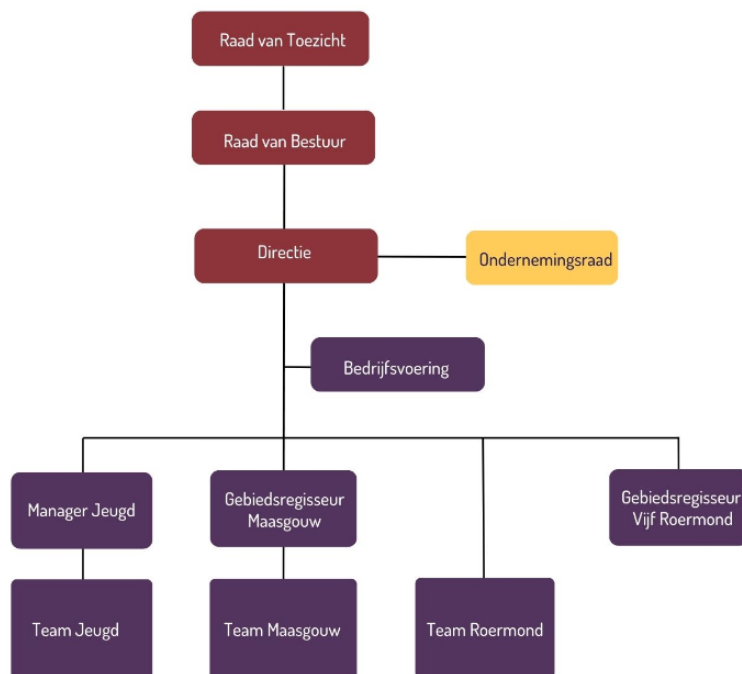 Raad van Toezicht
Raad van Bestuur
Directie
Ondernemingsraad
Bedrijfsvoering
Manager Jeugd
Gebiedsregisseur
Maasgouw
Gebiedsregisseur
Vijf Roermond
Team Jeugd
Team Maasgouw
Team Roermond